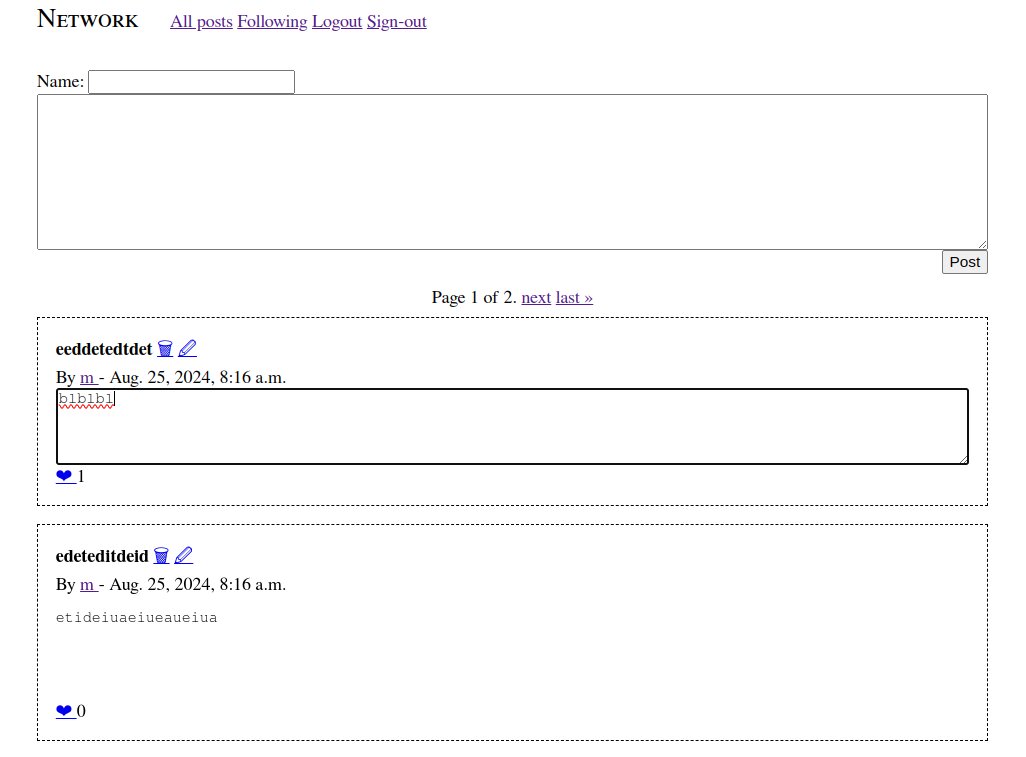 Network All posts Following Logout Sign-out
Name:
Post
Page 1 of 2. next last »
eeddetedtdet
By m - Aug. 25, 2024, 8:16 a.m.
blblbl
❤ 1
edeteditdeid
By m - Aug. 25, 2024, 8:16 a.m.
etideiuaeiueaueiua
❤ 0